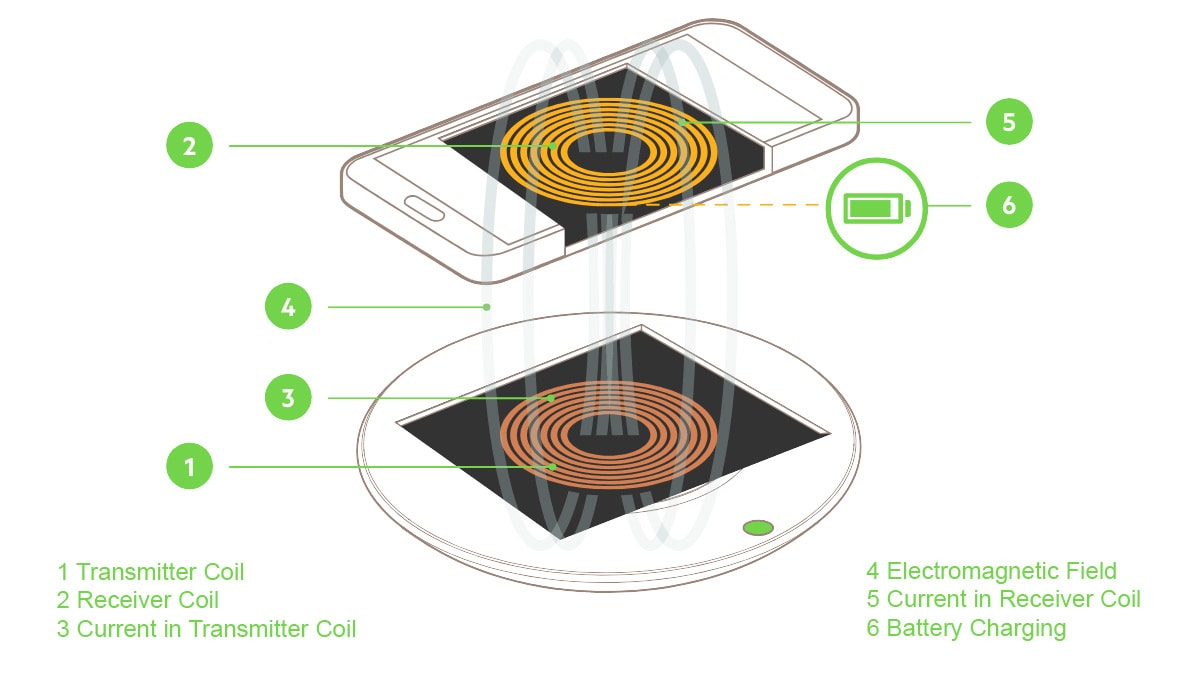 2
5
6
4
3
1
1 Transmitter Coil
2 Receiver Coil
3 Current in Transmitter Coil
4 Electromagnetic Field
5 Current in Receiver Coil
6 Battery Charging